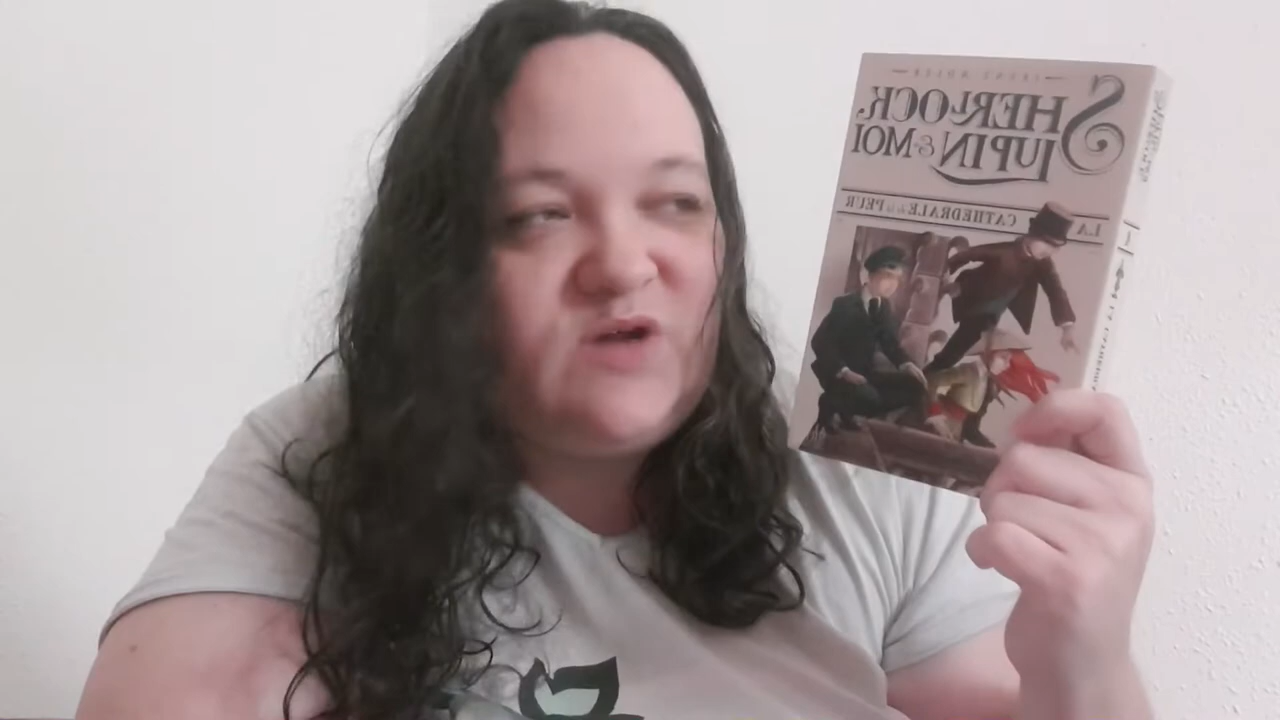 IRENE ADLER
SHERLOCK,
LUPIN & MOI
LA CATHEDRALE de la PEUR